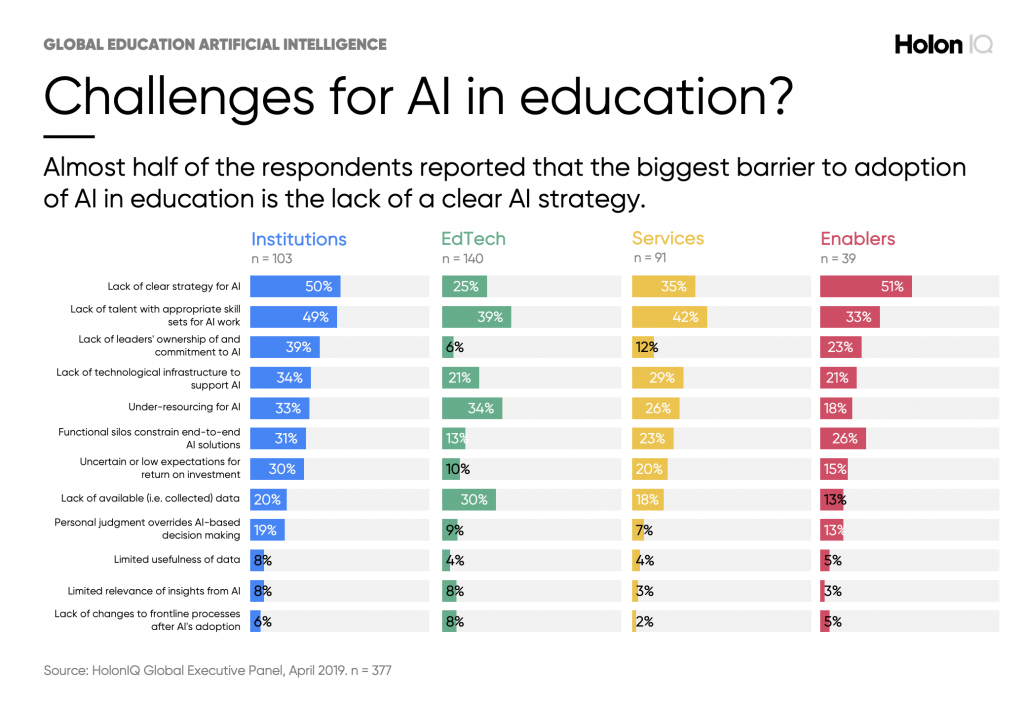 GLOBAL EDUCATION ARTIFICIAL INTELLIGENCE
Holon IQ
Challenges for AI in education?
Almost half of the respondents reported that the biggest barrier to adoption
of AI in education is the lack of a clear AI strategy.
Institutions EdTech Services Enablers
n = 103 n = 140 n = 91 n = 39
Lack of clear strategy for AI 50% 25% 35% 51%
Lack of talent with appropriate skill
sets for AI work 49% 39% 42% 33%
Lack of leaders' ownership of and
commitment to AI 39% 6% 12% 23%
Lack of technological infrastructure to
support AI 34% 21% 29% 21%
Under-resourcing for AI 33% 34% 26% 18%
Functional silos constrain end-to-end
AI solutions 31% 13% 23% 26%
Uncertain or low expectations for
return on investment 30% 10% 20% 15%
Lack of available (i.e. collected) data 20% 30% 18% 13%
Personal judgment overrides AI-based
decision making 19% 9% 7% 13%
Limited usefulness of data 8% 4% 4% 5%
Limited relevance of insights from AI 8% 8% 3% 3%
Lack of changes to frontline processes
after AI's adoption 6% 8% 2% 5%
Source: HolonIQ Global Executive Panel, April 2019. n = 377